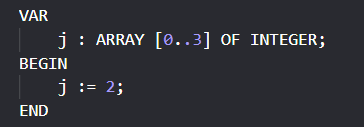 VAR
    j : ARRAY [0..3] OF INTEGER;
BEGIN
    j := 2;
END